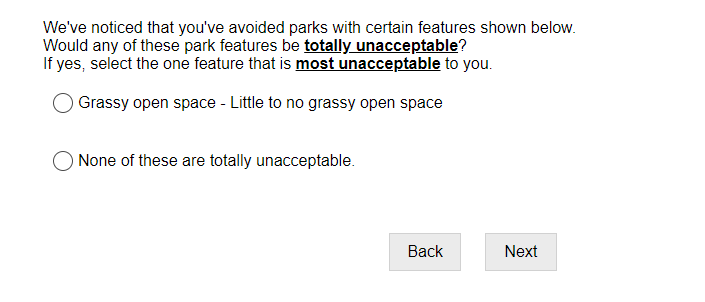 We've noticed that you've avoided parks with certain features shown below.
Would any of these park features be totally unacceptable?
If yes, select the one feature that is most unacceptable to you.
Grassy open space - Little to no grassy open space
None of these are totally unacceptable.
Back
Next